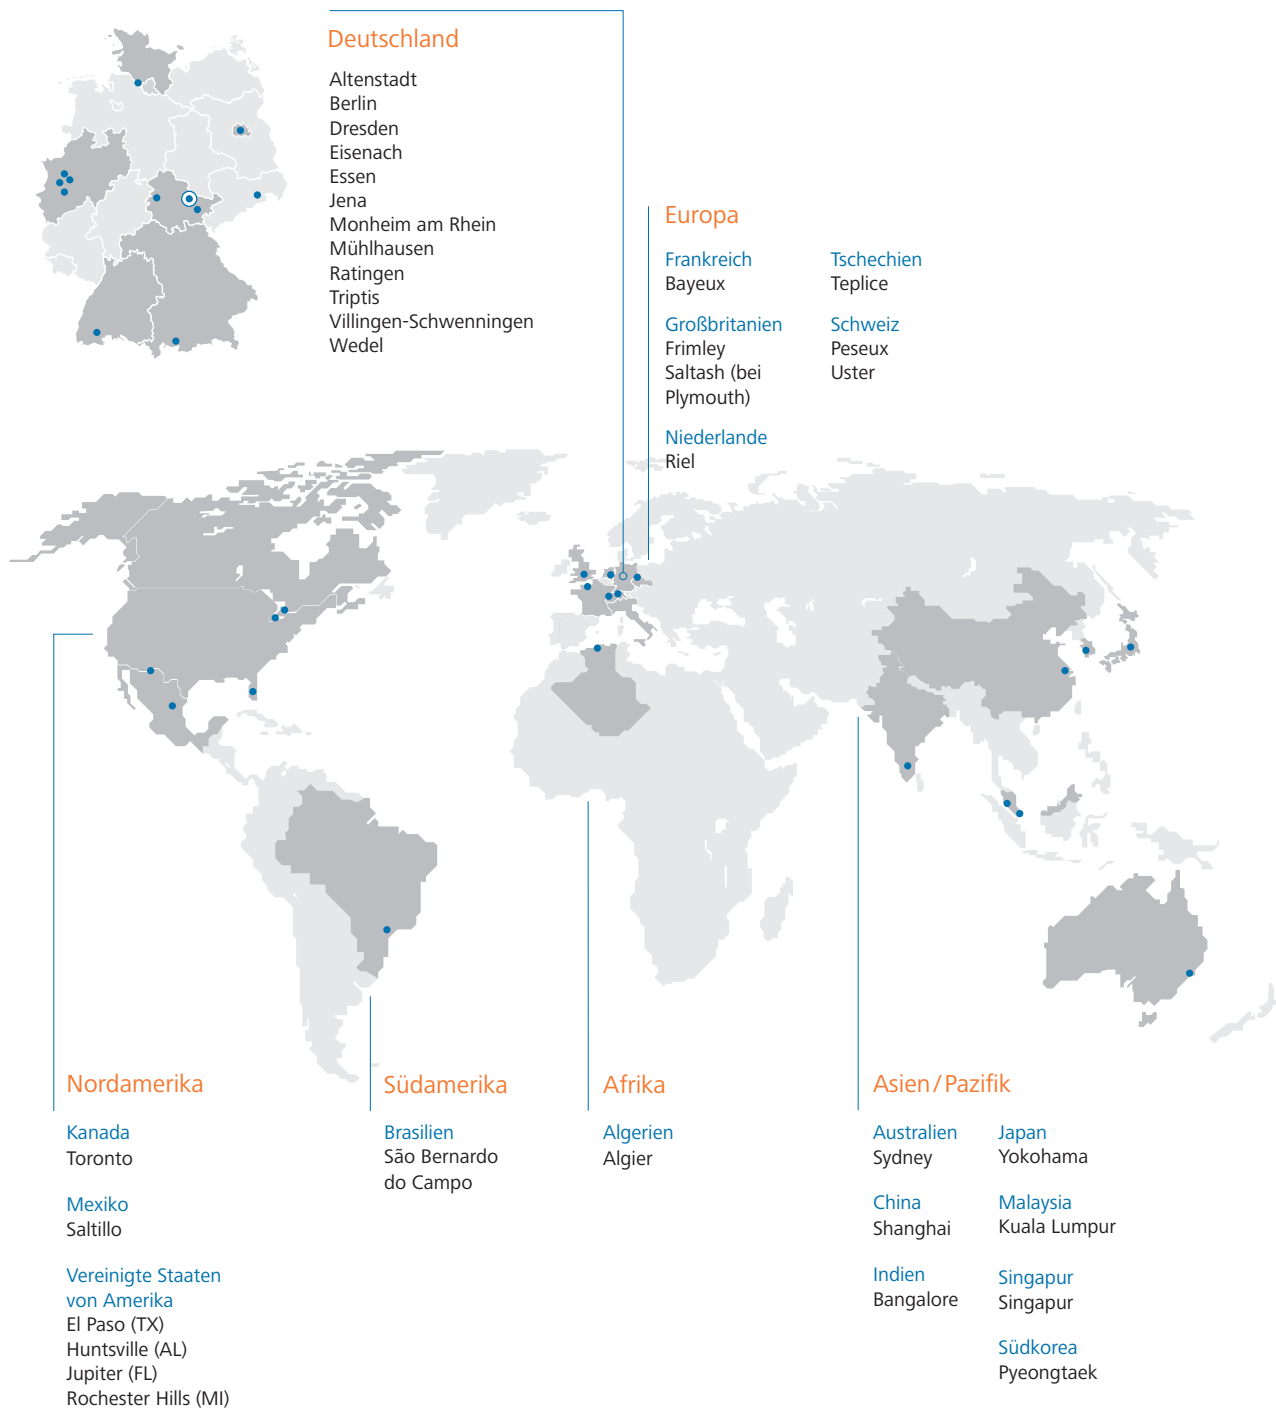 Deutschland
Altenstadt
Berlin
Dresden
Eisenach
Essen
Jena
Monheim am Rhein
Mühlhausen
Ratingen
Triptis
Villingen-Schwenningen
Wedel
Europa
Frankreich
Bayeux
Großbritanien
Frimley
Saltash (bei
Plymouth)
Niederlande
Riel
Tschechien
Teplice
Schweiz
Peseux
Uster
Nordamerika
Kanada
Toronto
Mexiko
Saltillo
Vereinigte Staaten
von Amerika
El Paso (TX)
Huntsville (AL)
Jupiter (FL)
Rochester Hills (MI)
Südamerika
Brasilien
São Bernardo
do Campo
Afrika
Algerien
Algier
Asien / Pazifik
Australien
Sydney
China
Shanghai
Indien
Bangalore
Japan
Yokohama
Malaysia
Kuala Lumpur
Singapur
Singapur
Südkorea
Pyeongtaek